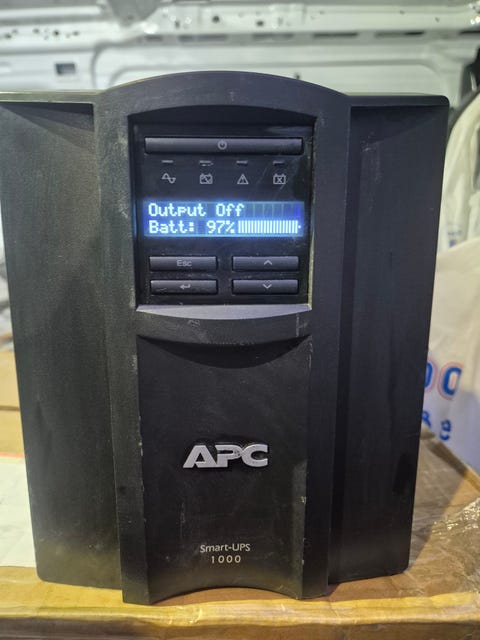 Output Off
Batt: 97%
Esc
APC
Smart-UPS
1000